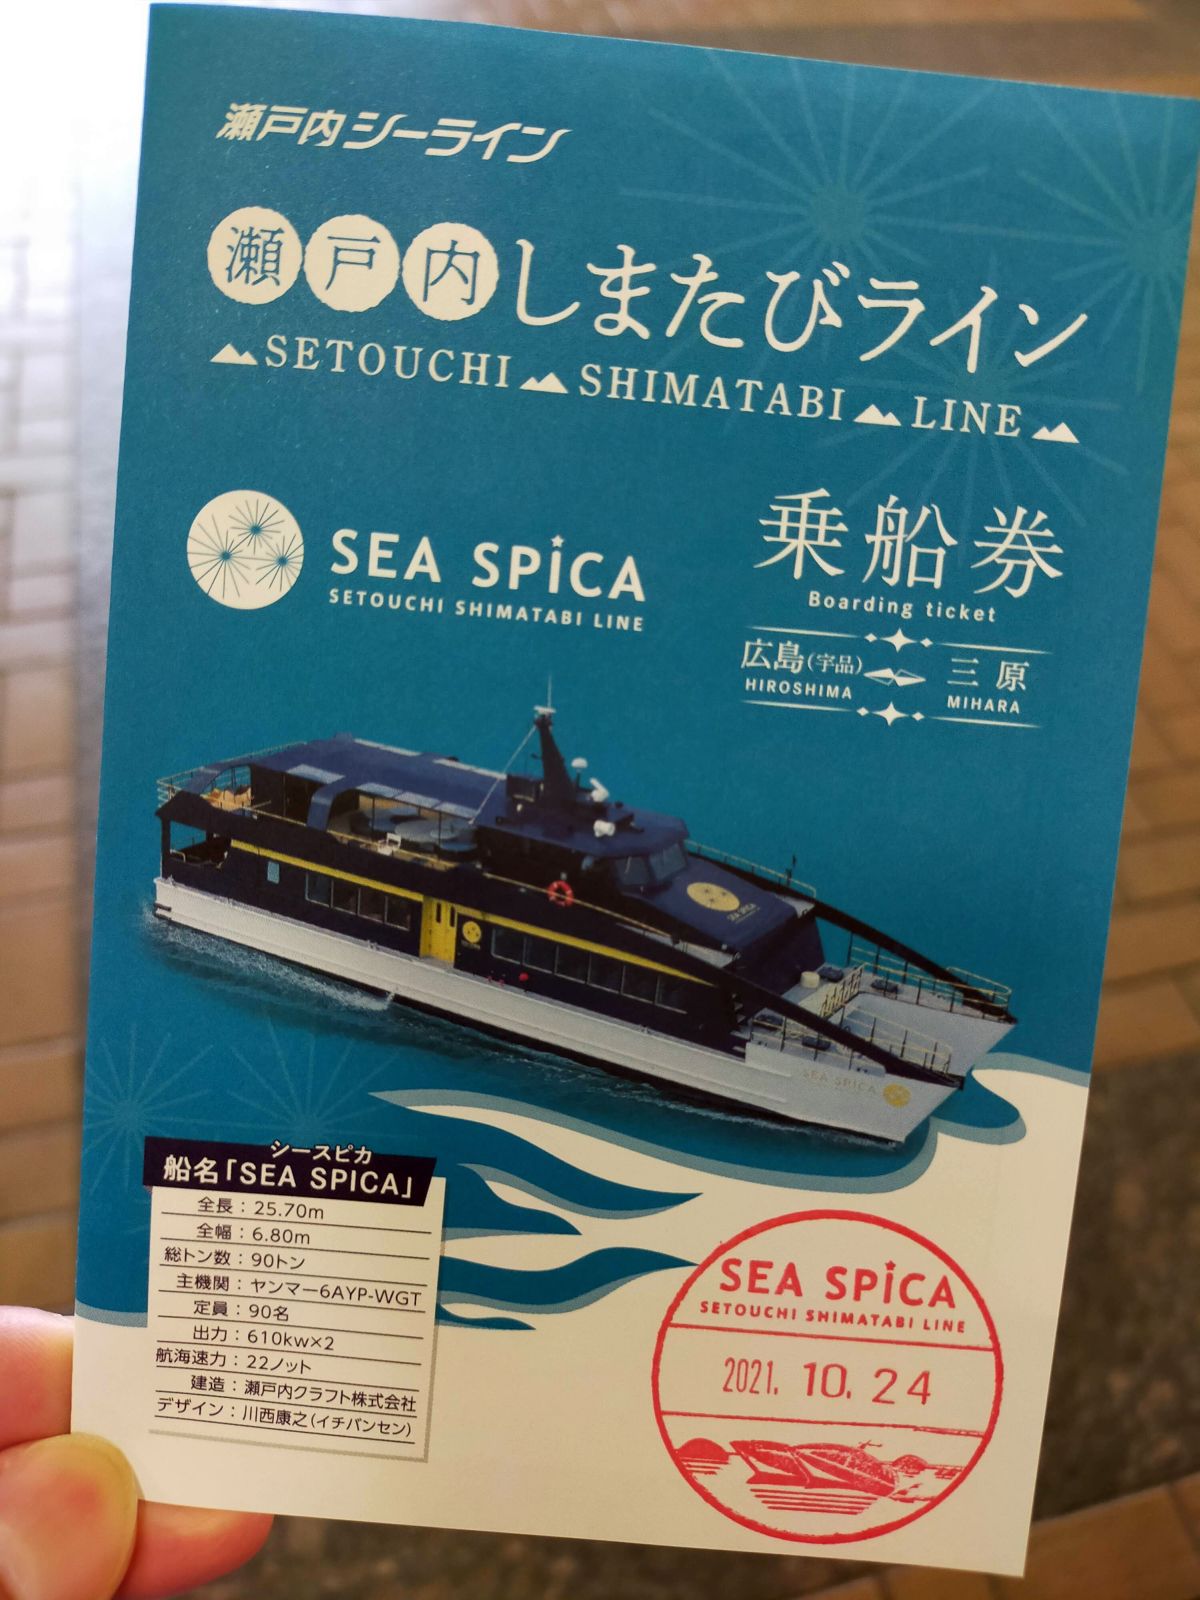 瀬戸内シーライン
瀬戸内しまたびライン
SETOUCHI SHIMATABI LINE
SEA SPiCA
SETOUCHI SHIMATABI LINE
乗船券
Boarding ticket
広島(宇品) 三原
HIROSHIMA MIHARA
SEA SPICA
SEA SPICA
シースピカ
船名「SEA SPICA」
全長：25.70m
全幅：6.80m
総トン数：90トン
主機関：ヤンマー6AYP-WGT
定員：90名
出力：610kw×2
航海速力：22ノット
建造：瀬戸内クラフト株式会社
デザイン：川西康之(イチバンセン)
SEA SPiCA
SETOUCHI SHIMATABI LINE
2021. 10. 24